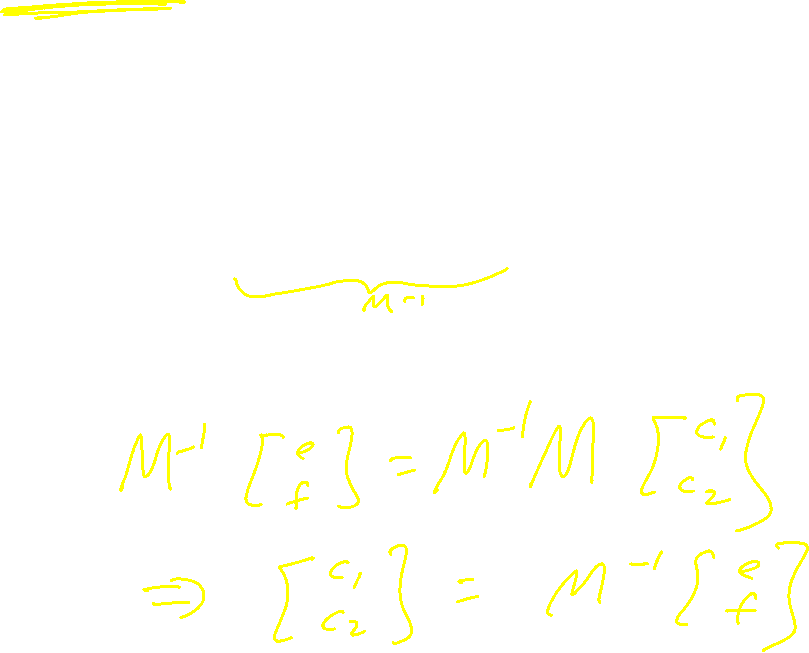 M⁻¹
M⁻¹ [e f] = M⁻¹M [c₁ c₂]
⇒ [c₁ c₂] = M⁻¹ [e f]